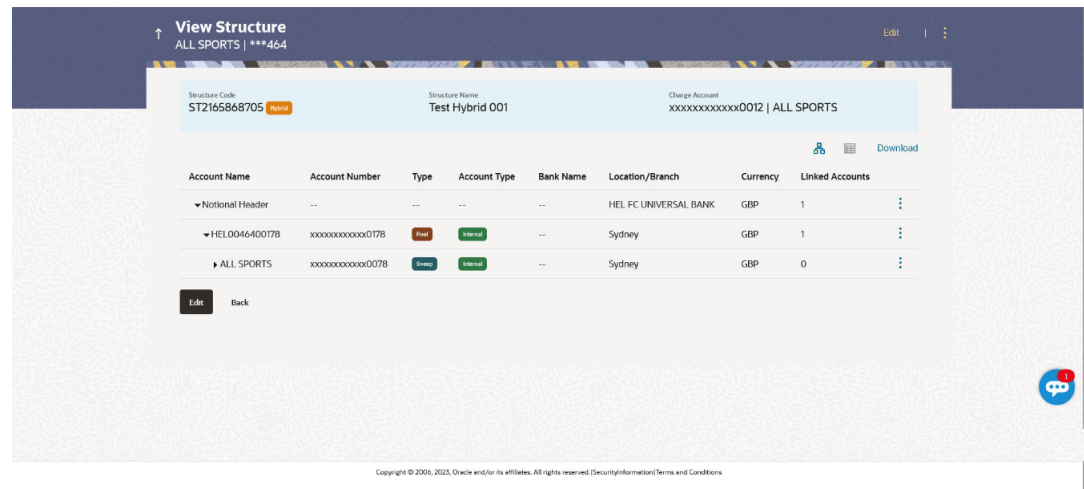 View Structure
ALL SPORTS | ***464
Edit | ⋮
Structure Code
ST2165868705 Hybrid
Structure Name
Test Hybrid 001
Charge Account
xxxxxxxxxxxx0012 | ALL SPORTS
Download
Account Name Account Number Type Account Type Bank Name Location/Branch Currency Linked Accounts
Notional Header -- -- -- -- HEL FC UNIVERSAL BANK GBP 1
HEL0046400178 xxxxxxxxxxxx0178 Pool Internal -- Sydney GBP 1
ALL SPORTS xxxxxxxxxxxx0078 Sweep Internal -- Sydney GBP 0
Edit Back
1
Copyright © 2006, 2023, Oracle and/or its affiliates. All rights reserved.|SecurityInformation|Terms and Conditions